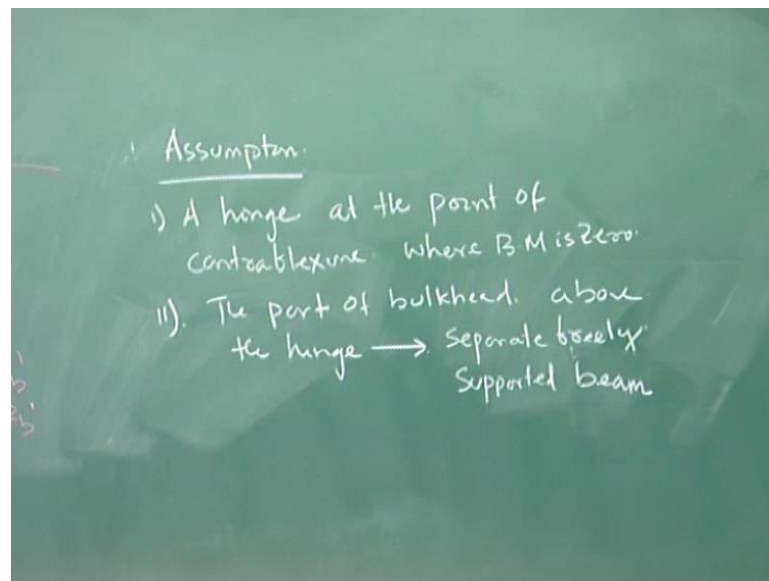 Assumption.
i) A hinge at the point of
contraflexure. where B.M is Zero.
ii). The part of bulkhead. above
the hinge → separate freely
supported beam